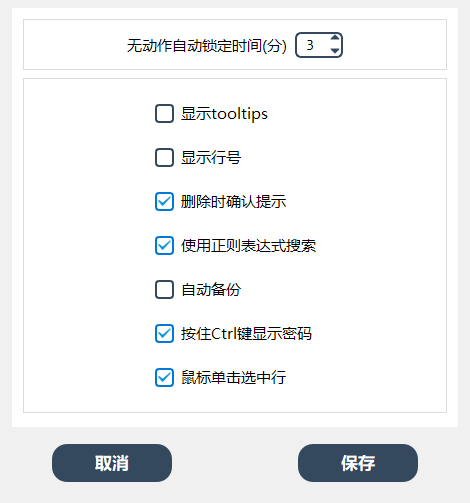 无动作自动锁定时间(分) 3
显示tooltips
显示行号
删除时确认提示
使用正则表达式搜索
自动备份
按住Ctrl键显示密码
鼠标单击选中行
取消 保存